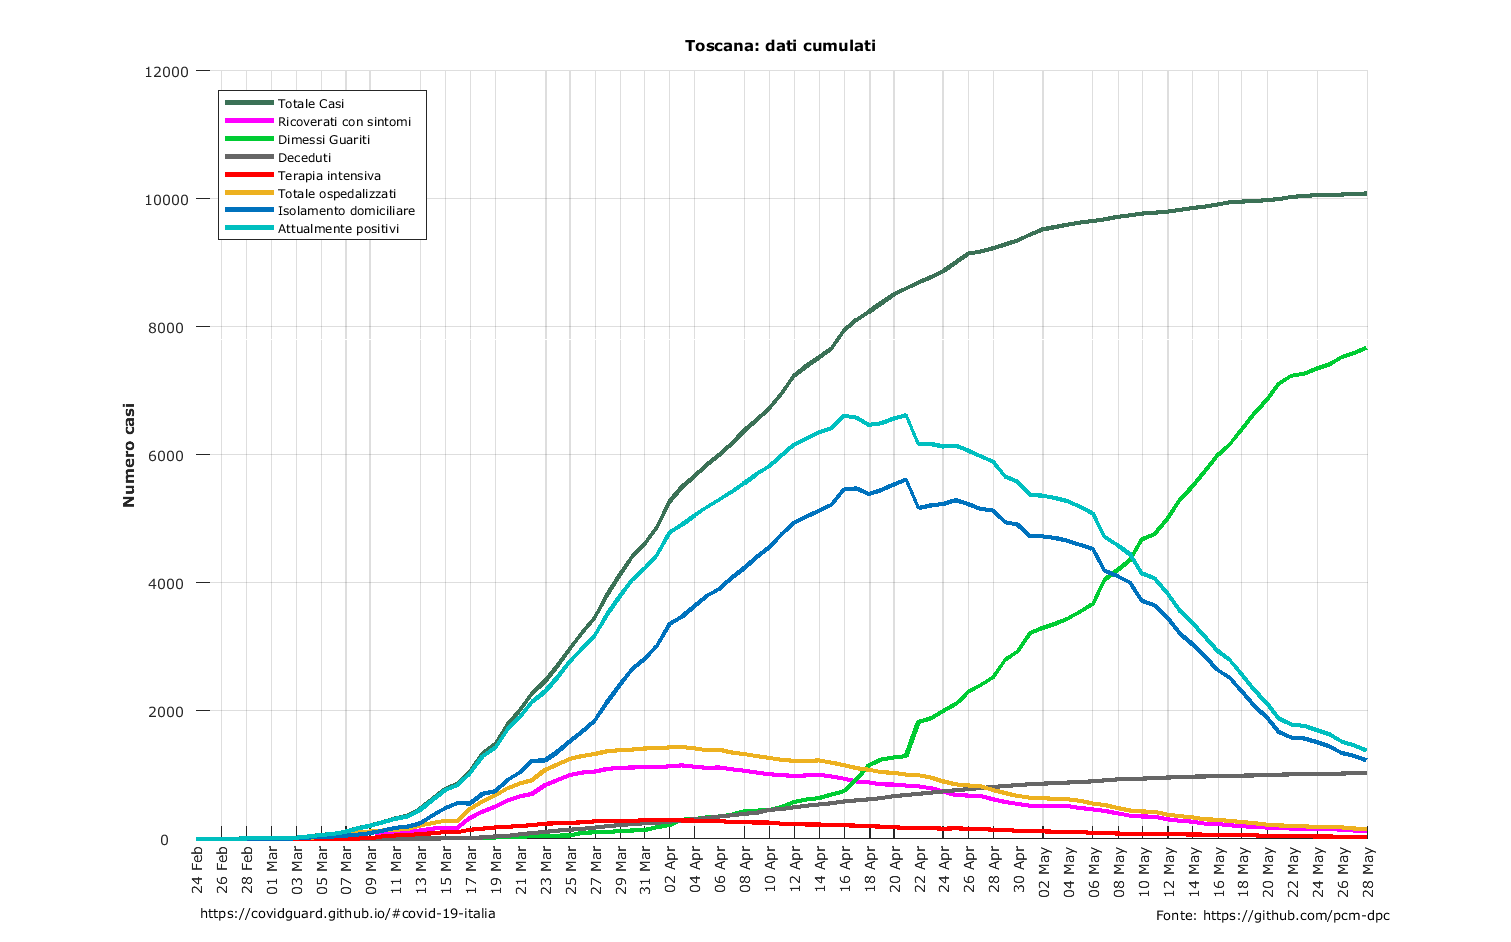 Toscana: dati cumulati
12000
10000
8000
6000
4000
2000
0
Numero casi
Totale Casi
Ricoverati con sintomi
Dimessi Guariti
Deceduti
Terapia intensiva
Totale ospedalizzati
Isolamento domiciliare
Attualmente positivi
24 Feb
26 Feb
28 Feb
01 Mar
03 Mar
05 Mar
07 Mar
09 Mar
11 Mar
13 Mar
15 Mar
17 Mar
19 Mar
21 Mar
23 Mar
25 Mar
27 Mar
29 Mar
31 Mar
02 Apr
04 Apr
06 Apr
08 Apr
10 Apr
12 Apr
14 Apr
16 Apr
18 Apr
20 Apr
22 Apr
24 Apr
26 Apr
28 Apr
30 Apr
02 May
04 May
06 May
08 May
10 May
12 May
14 May
16 May
18 May
20 May
22 May
24 May
26 May
28 May
https://covidguard.github.io/#covid-19-italia
Fonte: https://github.com/pcm-dpc